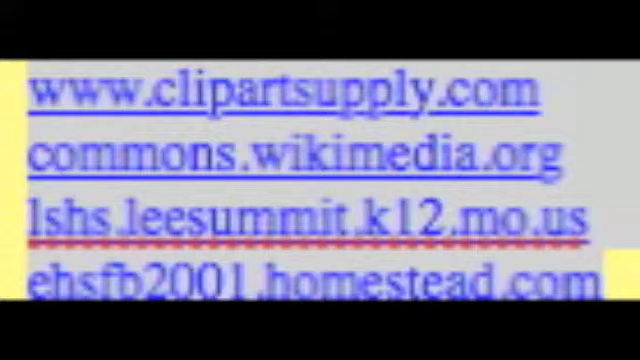 www.clipartsupply.com
commons.wikimedia.org
lshs.leesummit.k12.mo.us
ehsfb2001.homestead.com